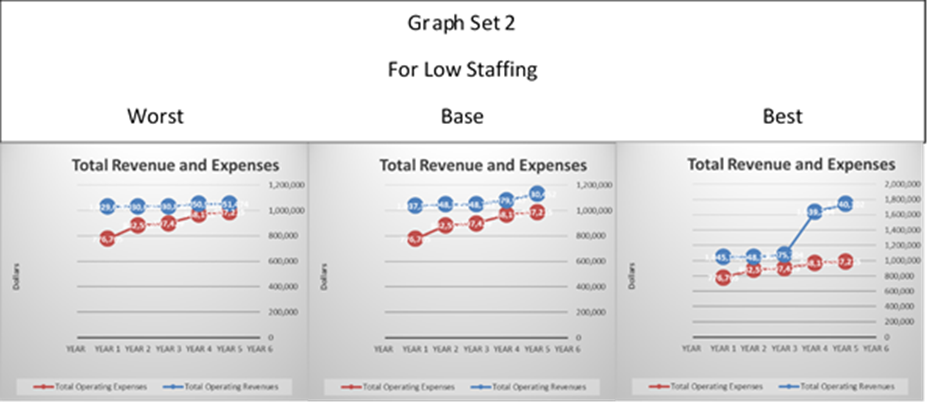 Graph Set 2
For Low Staffing
Worst Base Best
Total Revenue and Expenses
1,200,000
1,000,000
800,000
600,000
400,000
200,000
0
Dollars
YEAR YEAR 1 YEAR 2 YEAR 3 YEAR 4 YEAR 5 YEAR 6
Total Operating Expenses Total Operating Revenues
Total Revenue and Expenses
1,200,000
1,000,000
800,000
600,000
400,000
200,000
0
Dollars
YEAR YEAR 1 YEAR 2 YEAR 3 YEAR 4 YEAR 5 YEAR 6
Total Operating Expenses Total Operating Revenues
Total Revenue and Expenses
2,000,000
1,800,000
1,600,000
1,400,000
1,200,000
1,000,000
800,000
600,000
400,000
200,000
0
Dollars
YEAR YEAR 1 YEAR 2 YEAR 3 YEAR 4 YEAR 5 YEAR 6
Total Operating Expenses Total Operating Revenues